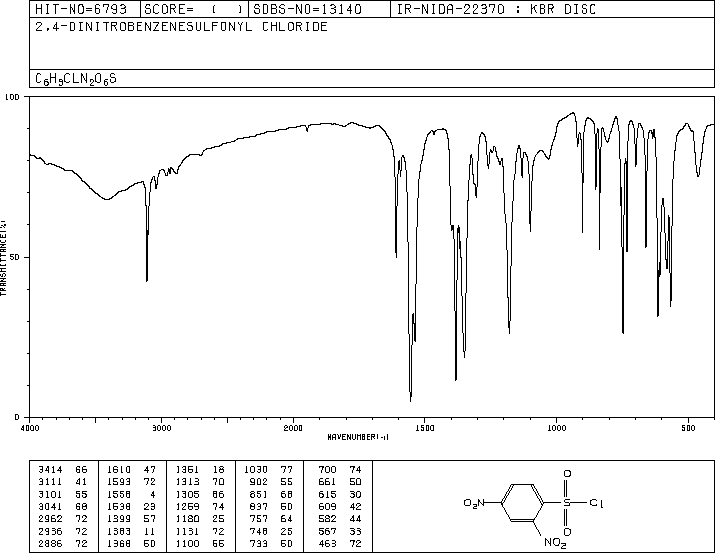 HIT-NO=6793 SCORE= ( ) SDBS-NO=13140 IR-NIDA-22370 : KBR DISC
2,4-DINITROBENZENESULFONYL CHLORIDE
C6H3CLN2O6S
100
50
0
TRANSMITTANCE(%)
4000 3000 2000 1500 1000 500
WAVENUMBER(-1)
3414 66 1610 47 1351 18 1030 77 700 74
3111 41 1593 72 1313 70 902 55 661 50
3101 55 1558 4 1305 86 851 68 615 30
3041 68 1538 23 1259 74 837 50 609 42
2962 72 1399 57 1180 25 757 64 582 44
2936 72 1383 11 1131 72 748 25 567 33
2886 72 1368 50 1100 55 733 50 463 72
O
S Cl
O
O2N
NO2